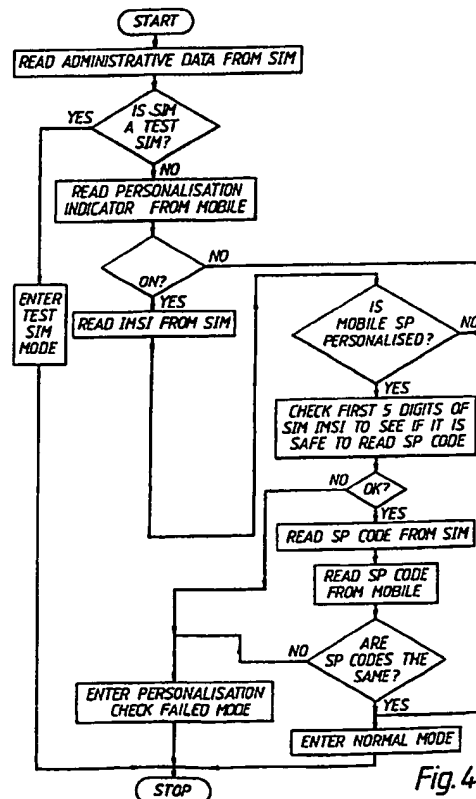 START
READ ADMINISTRATIVE DATA FROM SIM
YES
IS SIM
A TEST
SIM?
NO
READ PERSONALISATION
INDICATOR FROM MOBILE
ON?
NO
YES
READ IMSI FROM SIM
ENTER
TEST
SIM
MODE
IS
MOBILE SP
PERSONALISED?
NO
YES
CHECK FIRST 5 DIGITS OF
SIM IMSI TO SEE IF IT IS
SAFE TO READ SP CODE
NO
OK?
YES
READ SP CODE FROM SIM
READ SP CODE
FROM MOBILE
NO
ARE
SP CODES THE
SAME?
YES
ENTER PERSONALISATION
CHECK FAILED MODE
ENTER NORMAL MODE
STOP
Fig.4